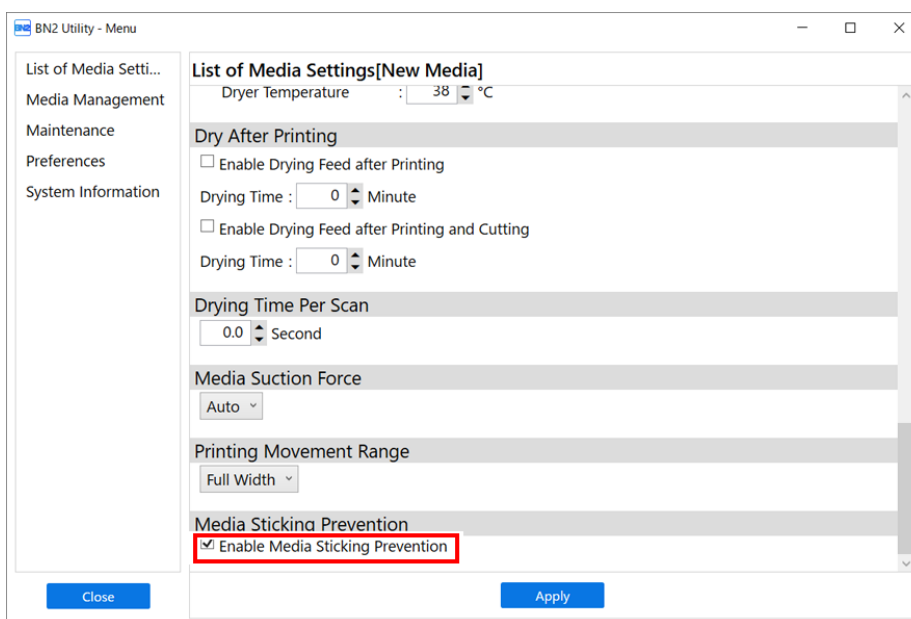 BN2 BN2 Utility - Menu
List of Media Setti...
Media Management
Maintenance
Preferences
System Information
List of Media Settings[New Media]
Dryer Temperature : 38 °C
Dry After Printing
Enable Drying Feed after Printing
Drying Time : 0 Minute
Enable Drying Feed after Printing and Cutting
Drying Time : 0 Minute
Drying Time Per Scan
0.0 Second
Media Suction Force
Auto
Printing Movement Range
Full Width
Media Sticking Prevention
Enable Media Sticking Prevention
Close
Apply